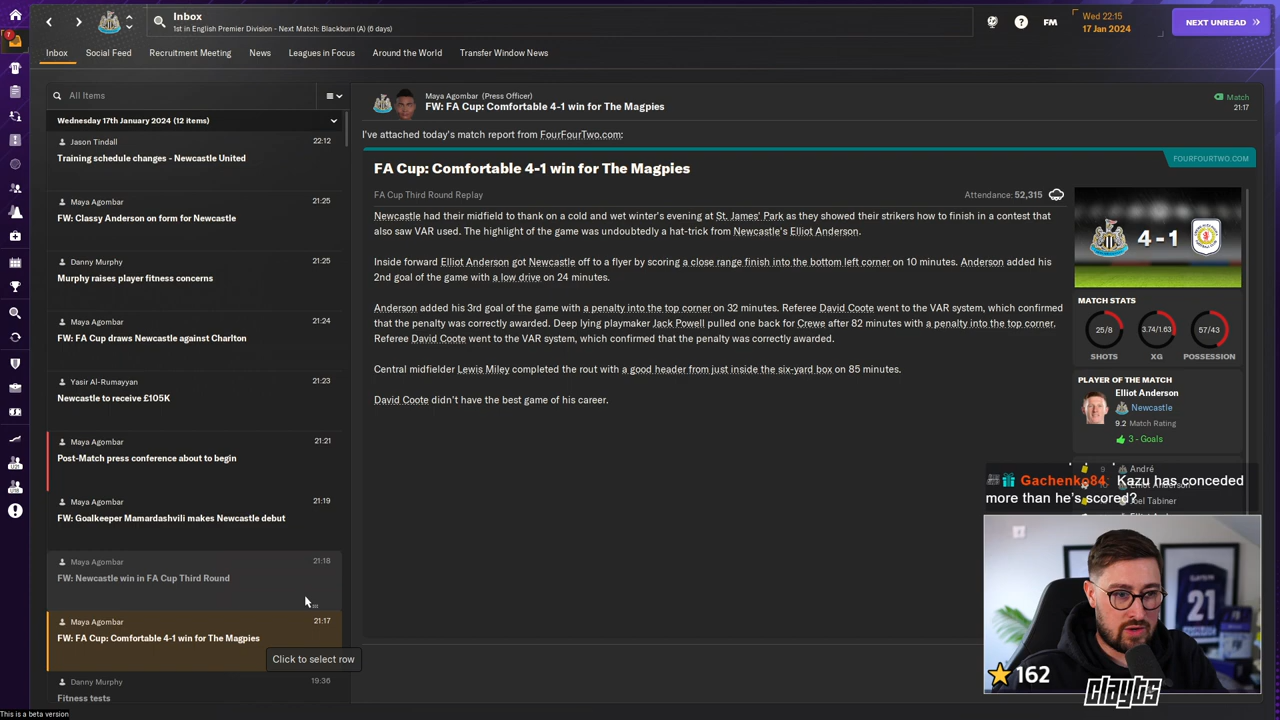 Inbox
1st in English Premier Division - Next Match: Blackburn (A) (6 days)
FM
Wed 22:15
17 Jan 2024
NEXT UNREAD
Inbox
Social Feed
Recruitment Meeting
News
Leagues in Focus
Around the World
Transfer Window News
All Items
Wednesday 17th January 2024 (12 items)
Jason Tindall
22:12
Training schedule changes - Newcastle United
Maya Agombar
21:25
FW: Classy Anderson on form for Newcastle
Danny Murphy
21:25
Murphy raises player fitness concerns
Maya Agombar
21:24
FW: FA Cup draws Newcastle against Charlton
Yasir Al-Rumayyan
21:23
Newcastle to receive £105K
Maya Agombar
21:21
Post-Match press conference about to begin
Maya Agombar
21:19
FW: Goalkeeper Mamardashvili makes Newcastle debut
Maya Agombar
21:18
FW: Newcastle win in FA Cup Third Round
Maya Agombar
21:17
FW: FA Cup: Comfortable 4-1 win for The Magpies
Click to select row
Danny Murphy
19:36
Fitness tests
Maya Agombar (Press Officer)
FW: FA Cup: Comfortable 4-1 win for The Magpies
Match
21:17
I've attached today's match report from FourFourTwo.com:
FOURFOURTWO.COM
FA Cup: Comfortable 4-1 win for The Magpies
FA Cup Third Round Replay
Attendance: 52,315
Newcastle had their midfield to thank on a cold and wet winter's evening at St. James' Park as they showed their strikers how to finish in a contest that
also saw VAR used. The highlight of the game was undoubtedly a hat-trick from Newcastle's Elliot Anderson.
Inside forward Elliot Anderson got Newcastle off to a flyer by scoring a close range finish into the bottom left corner on 10 minutes. Anderson added his
2nd goal of the game with a low drive on 24 minutes.
Anderson added his 3rd goal of the game with a penalty into the top corner on 32 minutes. Referee David Coote went to the VAR system, which confirmed
that the penalty was correctly awarded. Deep lying playmaker Jack Powell pulled one back for Crewe after 82 minutes with a penalty into the top corner.
Referee David Coote went to the VAR system, which confirmed that the penalty was correctly awarded.
Central midfielder Lewis Miley completed the rout with a good header from just inside the six-yard box on 85 minutes.
David Coote didn't have the best game of his career.
4-1
MATCH STATS
25/8
3.74/1.63
57/43
SHOTS
XG
POSSESSION
PLAYER OF THE MATCH
Elliot Anderson
Newcastle
9.2 Match Rating
3 - Goals
9
André
Gachenko84: Kazu has conceded
more than he's scored?
Joel Tabiner
21
162
claybs
This is a beta version